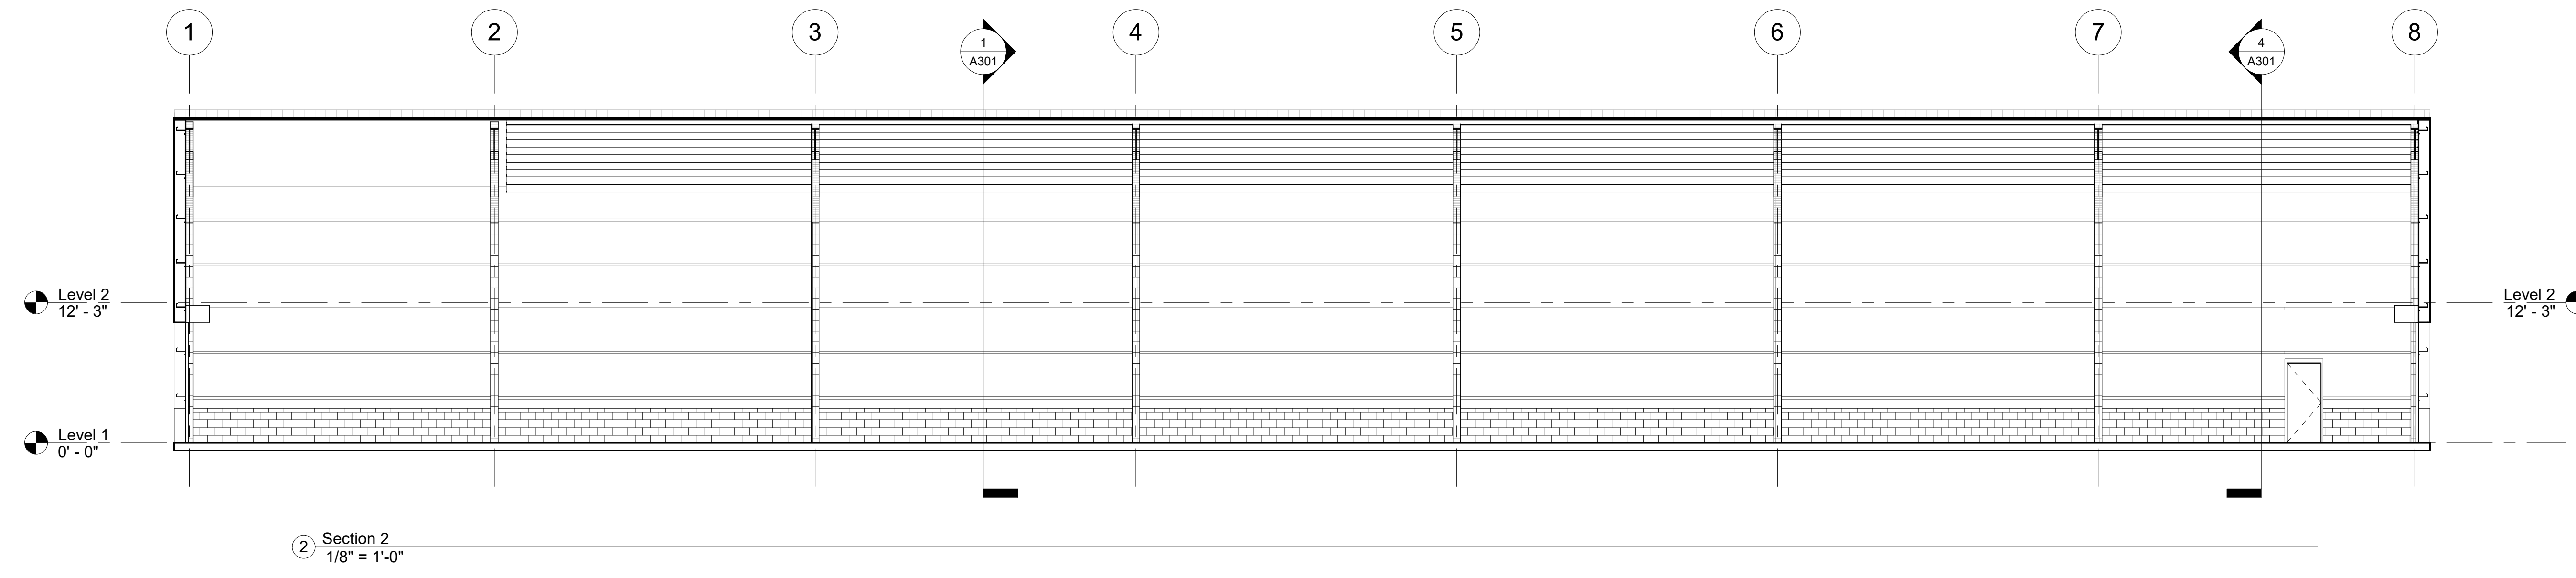 1
2
3
4
5
6
7
8
1
A301
4
A301
Level 2
12' - 3"
Level 2
12' - 3"
Level 1
0' - 0"
2
Section 2
1/8" = 1'-0"